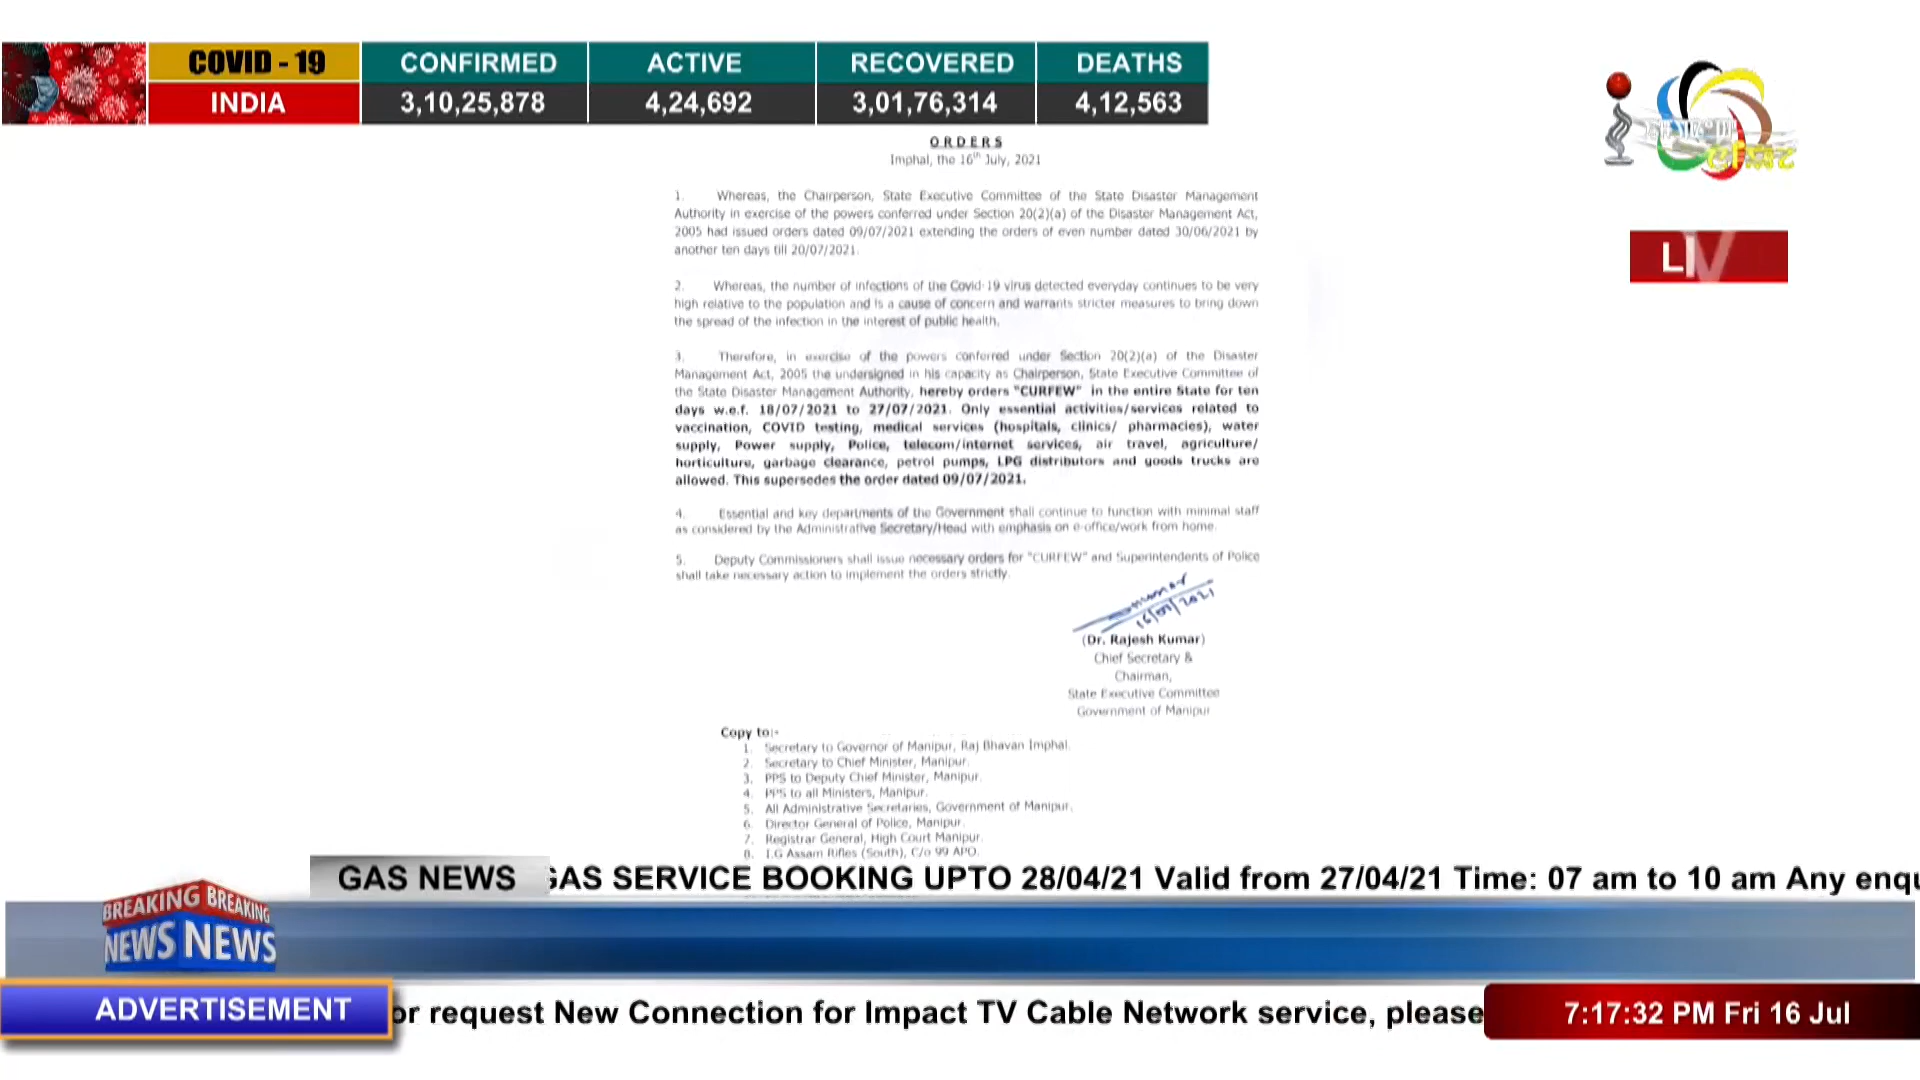 COVID - 19 CONFIRMED ACTIVE RECOVERED DEATHS
INDIA 3,10,25,878 4,24,692 3,01,76,314 4,12,563
ORDERS
Imphal, the 16th July, 2021
1. Whereas, the Chairperson, State Executive Committee of the State Disaster Management
Authority in exercise of the powers conferred under Section 20(2)(a) of the Disaster Management Act,
2005 had issued orders dated 09/07/2021 extending the orders of even number dated 30/06/2021 by
another ten days till 20/07/2021.
2. Whereas, the number of infections of the Covid-19 virus detected everyday continues to be very
high relative to the population and is a cause of concern and warrants stricter measures to bring down
the spread of the infection in the interest of public health.
3. Therefore, in exercise of the powers conferred under Section 20(2)(a) of the Disaster
Management Act, 2005 the undersigned in his capacity as Chairperson, State Executive Committee of
the State Disaster Management Authority, hereby orders "CURFEW" in the entire State for ten
days w.e.f. 18/07/2021 to 27/07/2021. Only essential activities/services related to
vaccination, COVID testing, medical services (hospitals, clinics/ pharmacies), water
supply, Power supply, Police, telecom/internet services, air travel, agriculture/
horticulture, garbage clearance, petrol pumps, LPG distributors and goods trucks are
allowed. This supersedes the order dated 09/07/2021.
4. Essential and key departments of the Government shall continue to function with minimal staff
as considered by the Administrative Secretary/Head with emphasis on e-office/work from home.
5. Deputy Commissioners shall issue necessary orders for "CURFEW" and Superintendents of Police
shall take necessary action to implement the orders strictly.
16/07/2021
(Dr. Rajesh Kumar)
Chief Secretary &
Chairman,
State Executive Committee
Government of Manipur
Copy to:-
1. Secretary to Governor of Manipur, Raj Bhavan Imphal.
2. Secretary to Chief Minister, Manipur.
3. PPS to Deputy Chief Minister, Manipur.
4. PPS to all Ministers, Manipur.
5. All Administrative Secretaries, Government of Manipur.
6. Director General of Police, Manipur.
7. Registrar General, High Court Manipur.
8. I.G Assam Rifles (South), C/o 99 APO.
LIV
GAS NEWS GAS SERVICE BOOKING UPTO 28/04/21 Valid from 27/04/21 Time: 07 am to 10 am Any enqu
BREAKING BREAKING
NEWS NEWS
ADVERTISEMENT or request New Connection for Impact TV Cable Network service, please
7:17:32 PM Fri 16 Jul